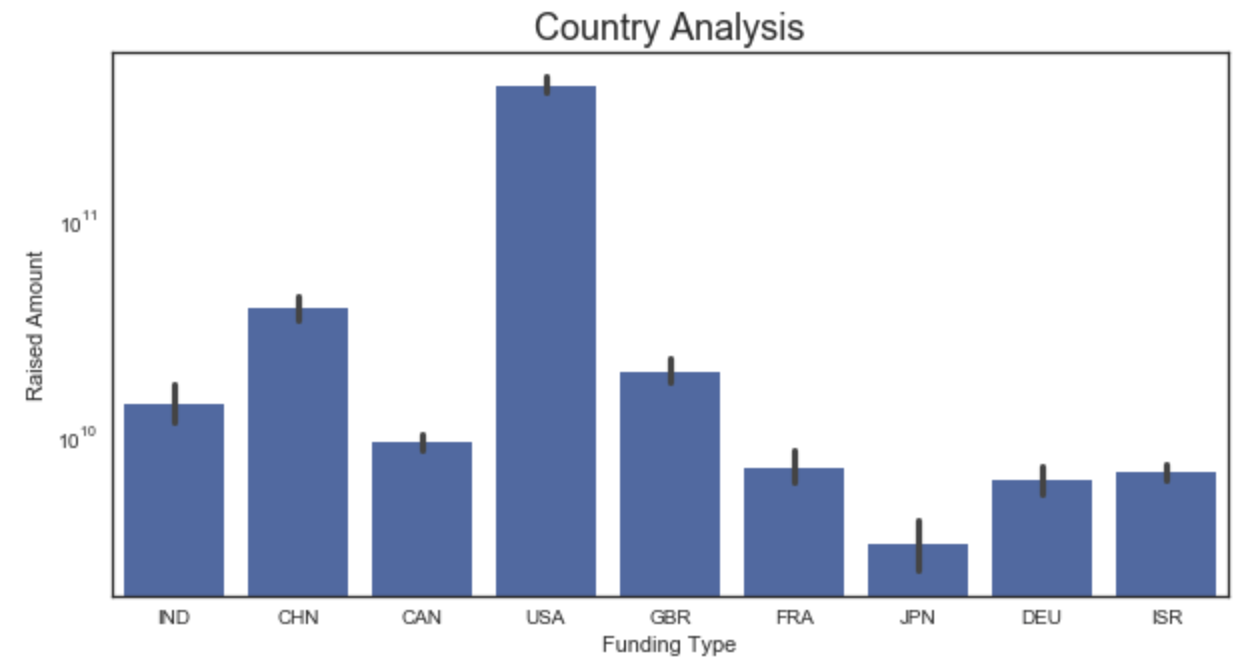 Country Analysis
10^11
10^10
Raised Amount
IND CHN CAN USA GBR FRA JPN DEU ISR
Funding Type